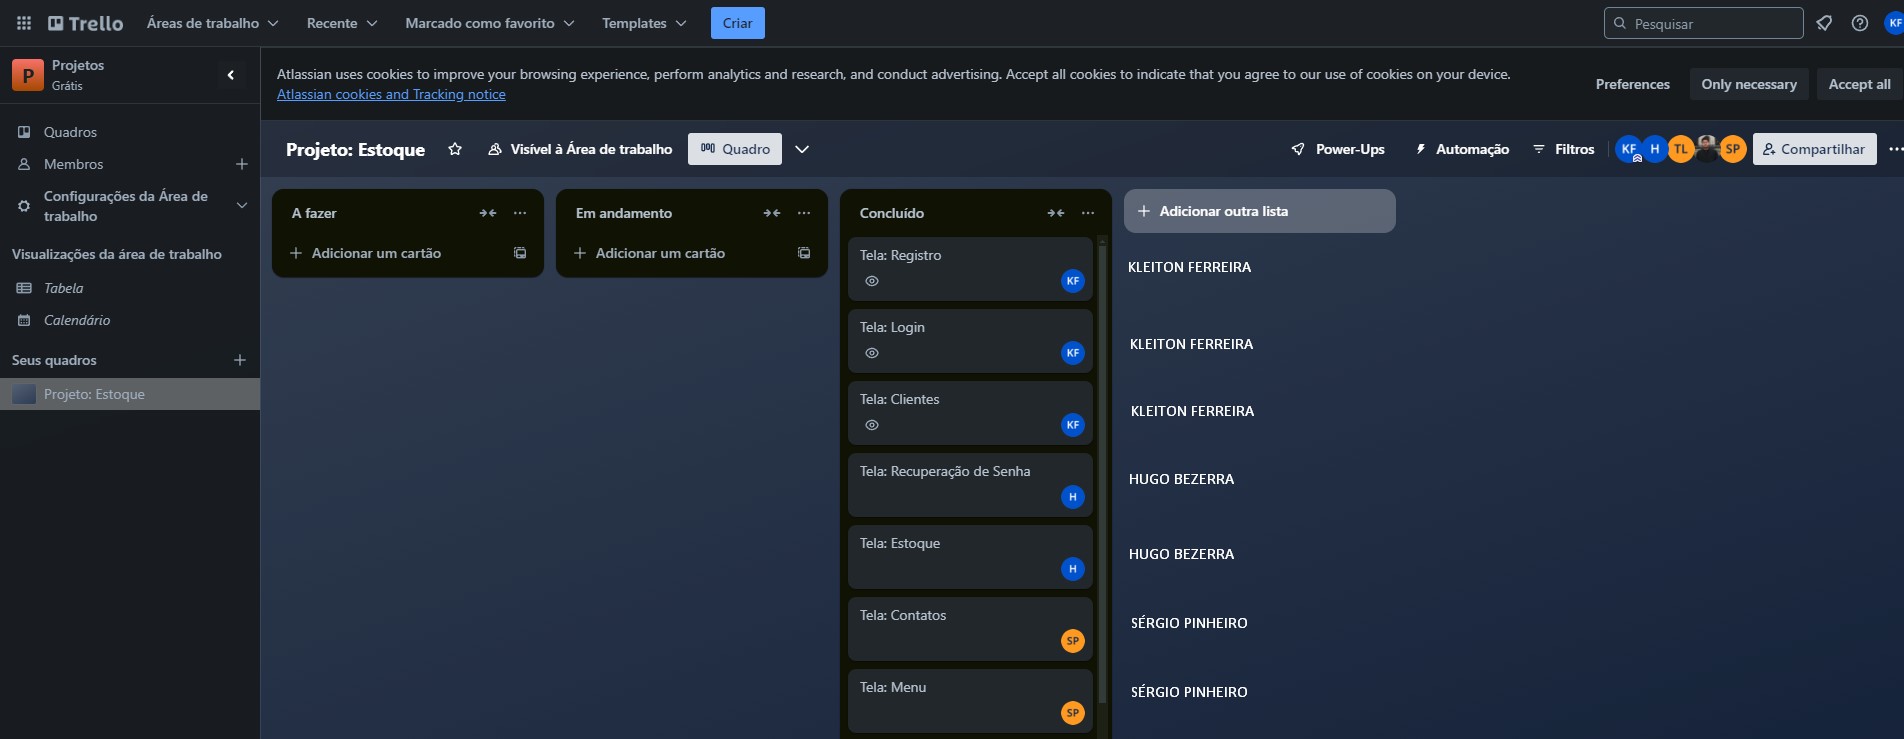 Trello
Áreas de trabalho
Recente
Marcado como favorito
Templates
Criar
Pesquisar
KF
P
Projetos
Grátis
Atlassian uses cookies to improve your browsing experience, perform analytics and research, and conduct advertising. Accept all cookies to indicate that you agree to our use of cookies on your device.
Atlassian cookies and Tracking notice
Preferences
Only necessary
Accept all
Quadros
Membros
Configurações da Área de
trabalho
Visualizações da área de trabalho
Tabela
Calendário
Seus quadros
Projeto: Estoque
Projeto: Estoque
Visível à Área de trabalho
Quadro
Power-Ups
Automação
Filtros
KF
H
TL
SP
Compartilhar
A fazer
Adicionar um cartão
Em andamento
Adicionar um cartão
Concluído
Tela: Registro
KF
Tela: Login
KF
Tela: Clientes
KF
Tela: Recuperação de Senha
H
Tela: Estoque
H
Tela: Contatos
SP
Tela: Menu
SP
Adicionar outra lista
KLEITON FERREIRA
KLEITON FERREIRA
KLEITON FERREIRA
HUGO BEZERRA
HUGO BEZERRA
SÉRGIO PINHEIRO
SÉRGIO PINHEIRO